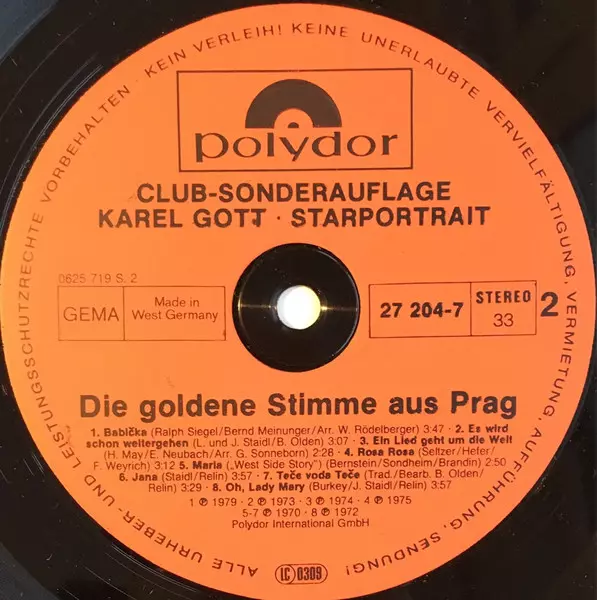 ALLE URHEBER- UND LEISTUNGSSCHUTZRECHTE VORBEHALTEN · KEIN VERLEIH! KEINE UNERLAUBTE VERVIELFÄLTIGUNG, VERMIETUNG, AUFFÜHRUNG, SENDUNG!
polydor
CLUB-SONDERAUFLAGE
KAREL GOTT · STARPORTRAIT
0625 719 S. 2
GEMA
Made in
West Germany
27 204-7
STEREO
33
2
Die goldene Stimme aus Prag
1. Babička (Ralph Siegel/Bernd Meinunger/Arr. W. Rödelberger) 3:47 · 2. Es wird
schon weitergehen (L. und J. Staidl/B. Olden) 3:07 · 3. Ein Lied geht um die Welt
(H. May/E. Neubach/Arr. G. Sonneborn) 2:28 · 4. Rosa Rosa (Seltzer/Hefer/
F. Weyrich) 3:12 5. Maria („West Side Story") (Bernstein/Sondheim/Brandin) 2:50
6. Jana (Staidl/Relin) 3:57 · 7. Teče voda Teče (Trad./Bearb. B. Olden/
Relin) 3:29 · 8. Oh, Lady Mary (Burkey/J. Staidl/Relin) 3:57
1 ℗ 1979 · 2 ℗ 1973 · 3 ℗ 1974 · 4 ℗ 1975
5-7 ℗ 1970 · 8 ℗ 1972
Polydor International GmbH
LC 0309